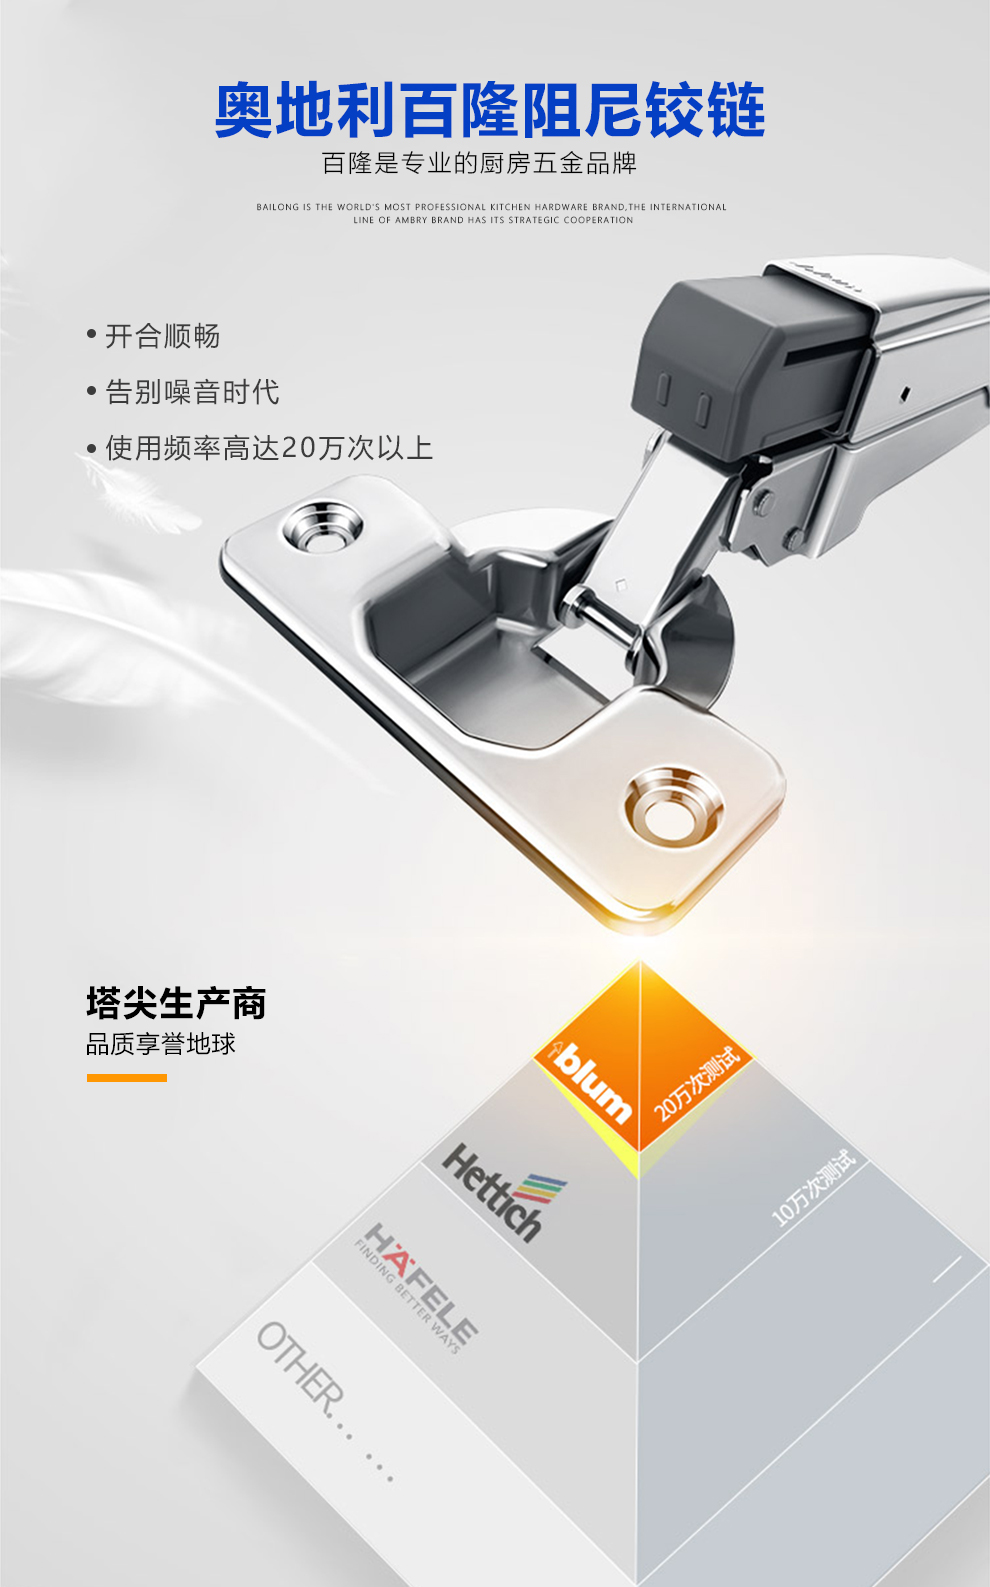 奥地利百隆阻尼铰链
百隆是专业的厨房五金品牌
BAILONG IS THE WORLD'S MOST PROFESSIONAL KITCHEN HARDWARE BRAND,THE INTERNATIONAL
LINE OF AMBRY BRAND HAS ITS STRATEGIC COOPERATION
• 开合顺畅
• 告别噪音时代
• 使用频率高达20万次以上
塔尖生产商
品质享誉地球
blum
20万次测试
Hettich
10万次测试
HÄFELE
FINDING BETTER WAYS
OTHER... ...